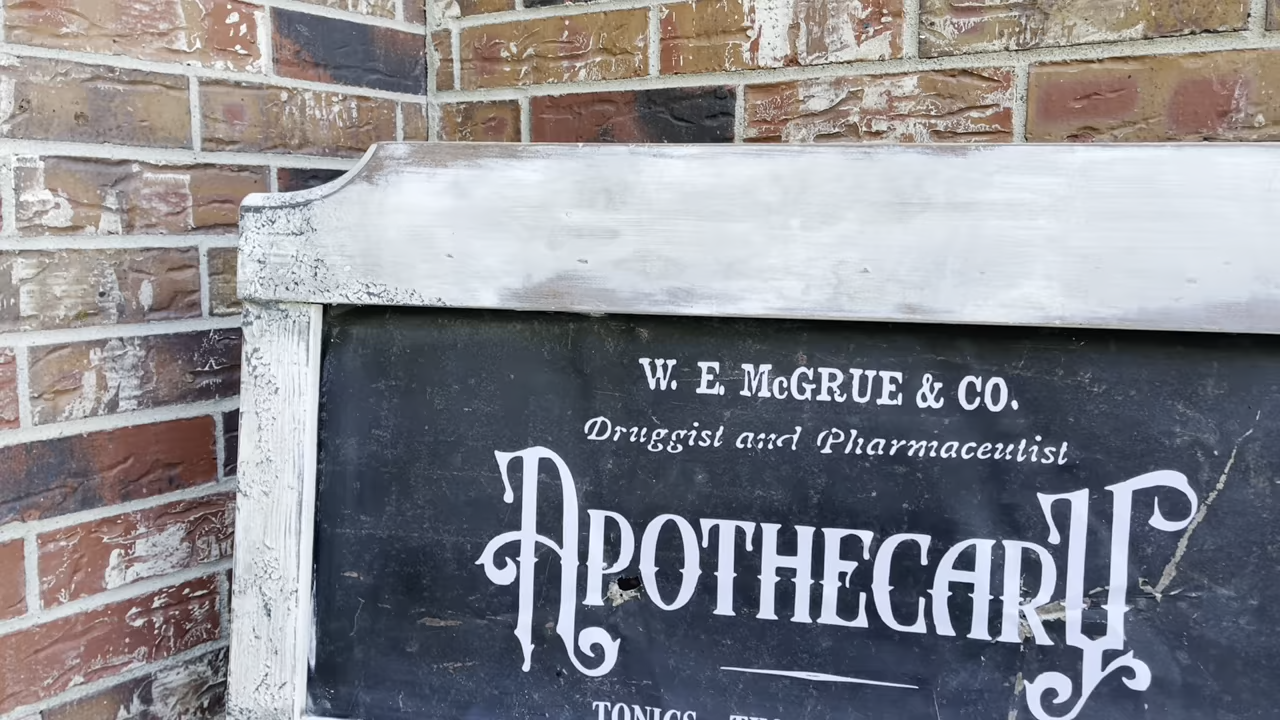 W. E. McGRUE & CO.
Druggist and Pharmaceutist
APOTHECARY
TONICS